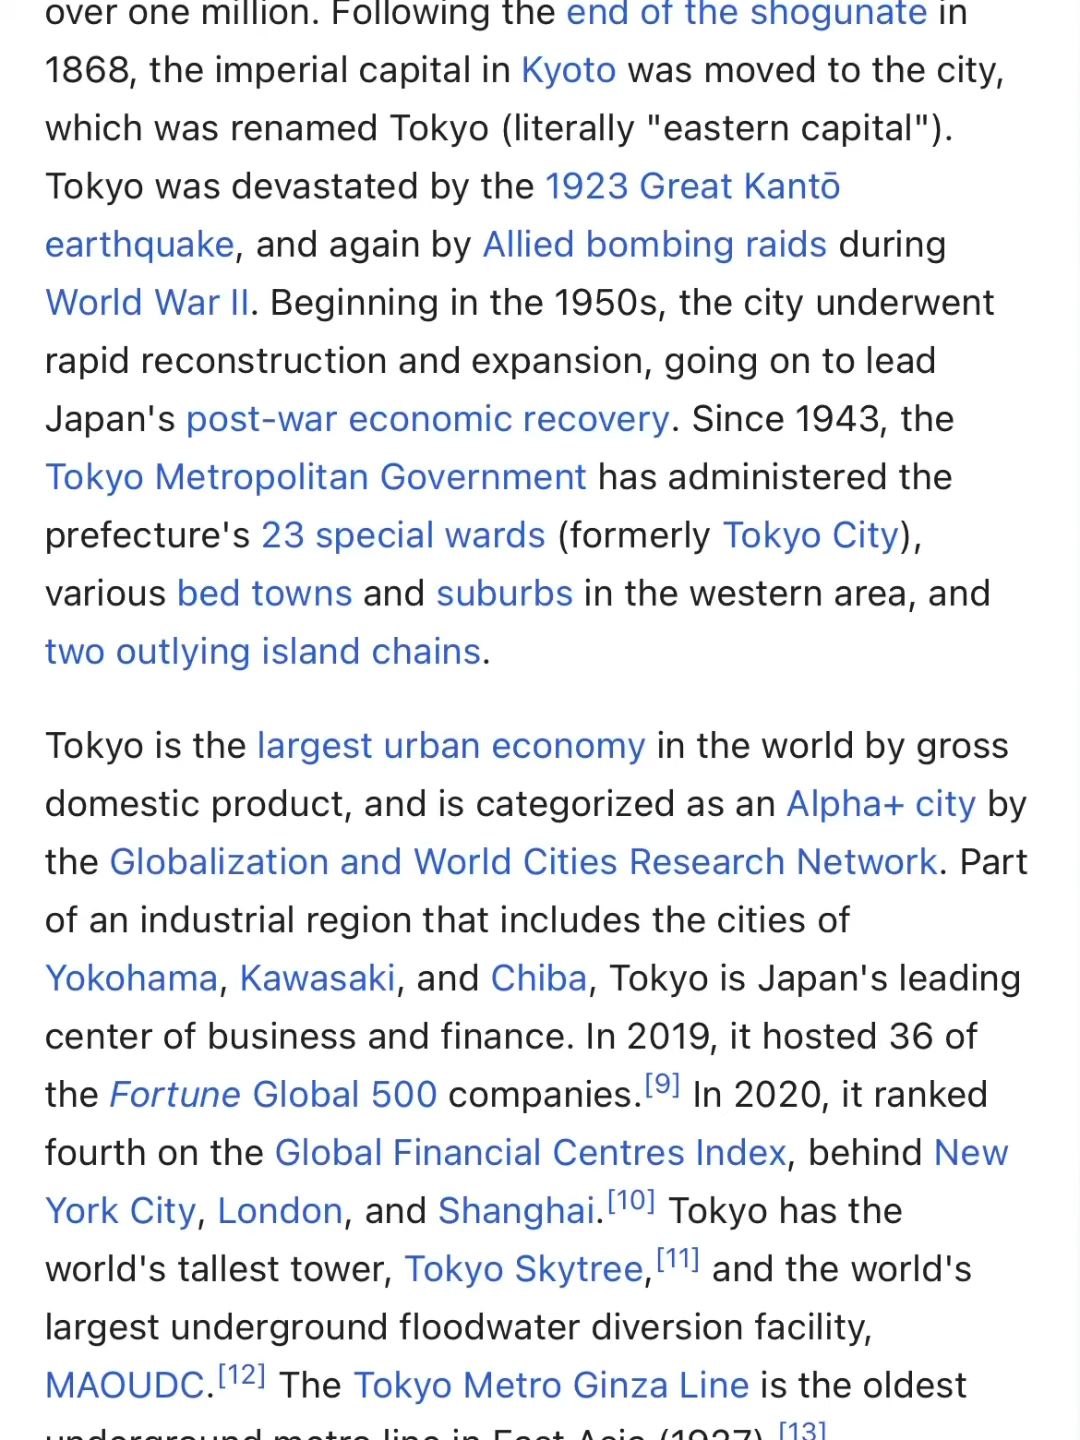 over one million. Following the end of the shogunate in
1868, the imperial capital in Kyoto was moved to the city,
which was renamed Tokyo (literally "eastern capital").
Tokyo was devastated by the 1923 Great Kantō
earthquake, and again by Allied bombing raids during
World War II. Beginning in the 1950s, the city underwent
rapid reconstruction and expansion, going on to lead
Japan's post-war economic recovery. Since 1943, the
Tokyo Metropolitan Government has administered the
prefecture's 23 special wards (formerly Tokyo City),
various bed towns and suburbs in the western area, and
two outlying island chains.
Tokyo is the largest urban economy in the world by gross
domestic product, and is categorized as an Alpha+ city by
the Globalization and World Cities Research Network. Part
of an industrial region that includes the cities of
Yokohama, Kawasaki, and Chiba, Tokyo is Japan's leading
center of business and finance. In 2019, it hosted 36 of
the Fortune Global 500 companies.[9] In 2020, it ranked
fourth on the Global Financial Centres Index, behind New
York City, London, and Shanghai.[10] Tokyo has the
world's tallest tower, Tokyo Skytree,[11] and the world's
largest underground floodwater diversion facility,
MAOUDC.[12] The Tokyo Metro Ginza Line is the oldest
underground metro line in East Asia (1927).[13]